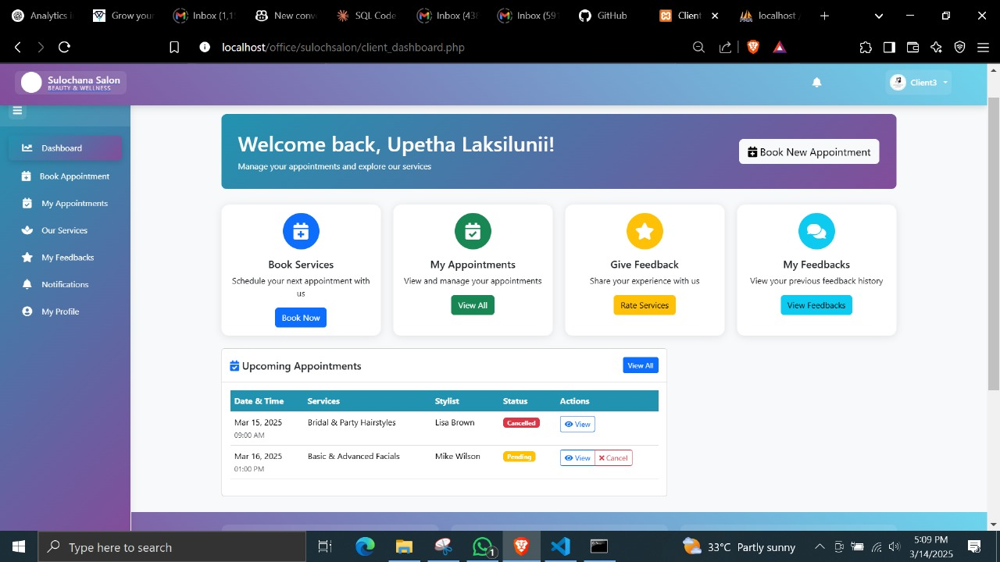 Analytics
Grow your
Inbox (1,1
New conv
SQL Code
Inbox (438
Inbox (591
GitHub
Client
localhost /
localhost/office/sulochsalon/client_dashboard.php
Sulochana Salon
BEAUTY & WELLNESS
Client3
Dashboard
Book Appointment
My Appointments
Our Services
My Feedbacks
Notifications
My Profile
Welcome back, Upetha Laksilunii!
Manage your appointments and explore our services
Book New Appointment
Book Services
Schedule your next appointment with
us
Book Now
My Appointments
View and manage your appointments
View All
Give Feedback
Share your experience with us
Rate Services
My Feedbacks
View your previous feedback history
View Feedbacks
Upcoming Appointments
View All
Date & Time Services Stylist Status Actions
Mar 15, 2025 Bridal & Party Hairstyles Lisa Brown Cancelled View
09:00 AM
Mar 16, 2025 Basic & Advanced Facials Mike Wilson Pending View Cancel
01:00 PM
Type here to search
1
33°C Partly sunny
5:09 PM
3/14/2025